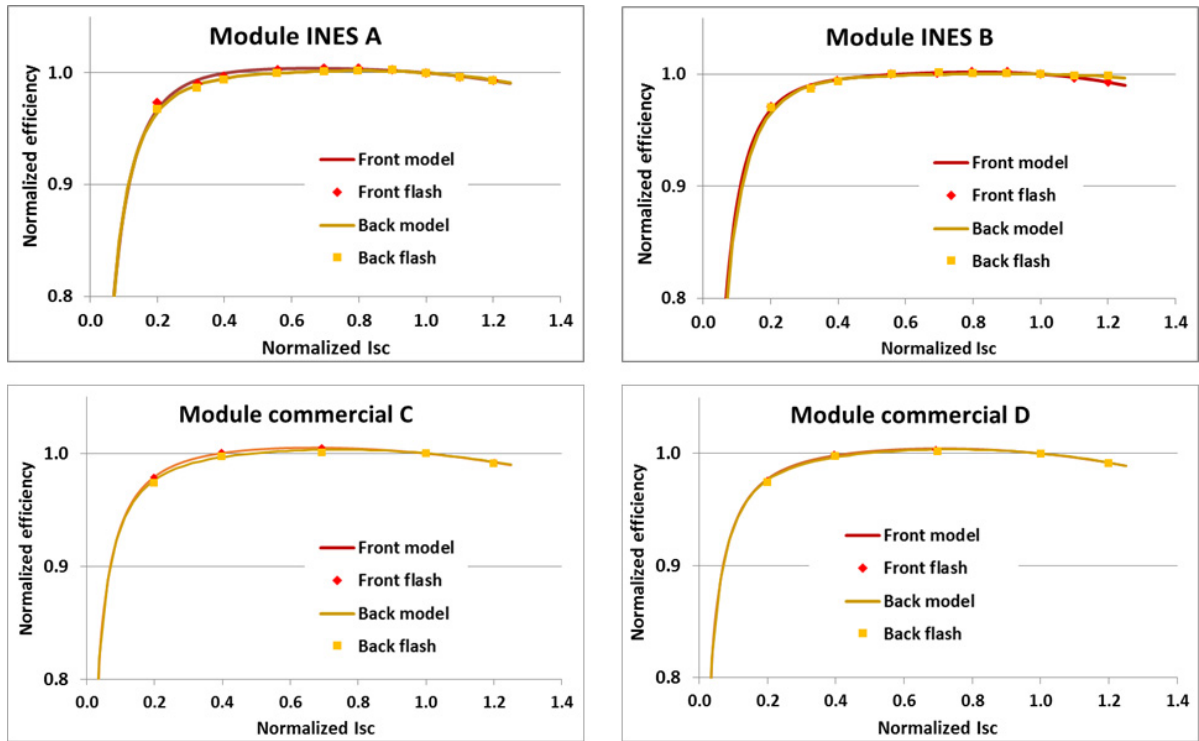 Module INES A
Normalized efficiency
1.0
0.9
0.8
Front model
Front flash
Back model
Back flash
0.0 0.2 0.4 0.6 0.8 1.0 1.2 1.4
Normalized Isc
Module INES B
Normalized efficiency
1.0
0.9
0.8
Front model
Front flash
Back model
Back flash
0.0 0.2 0.4 0.6 0.8 1.0 1.2 1.4
Normalized Isc
Module commercial C
Normalized efficiency
1.0
0.9
0.8
Front model
Front flash
Back model
Back flash
0.0 0.2 0.4 0.6 0.8 1.0 1.2 1.4
Normalized Isc
Module commercial D
Normalized efficiency
1.0
0.9
0.8
Front model
Front flash
Back model
Back flash
0.0 0.2 0.4 0.6 0.8 1.0 1.2 1.4
Normalized Isc